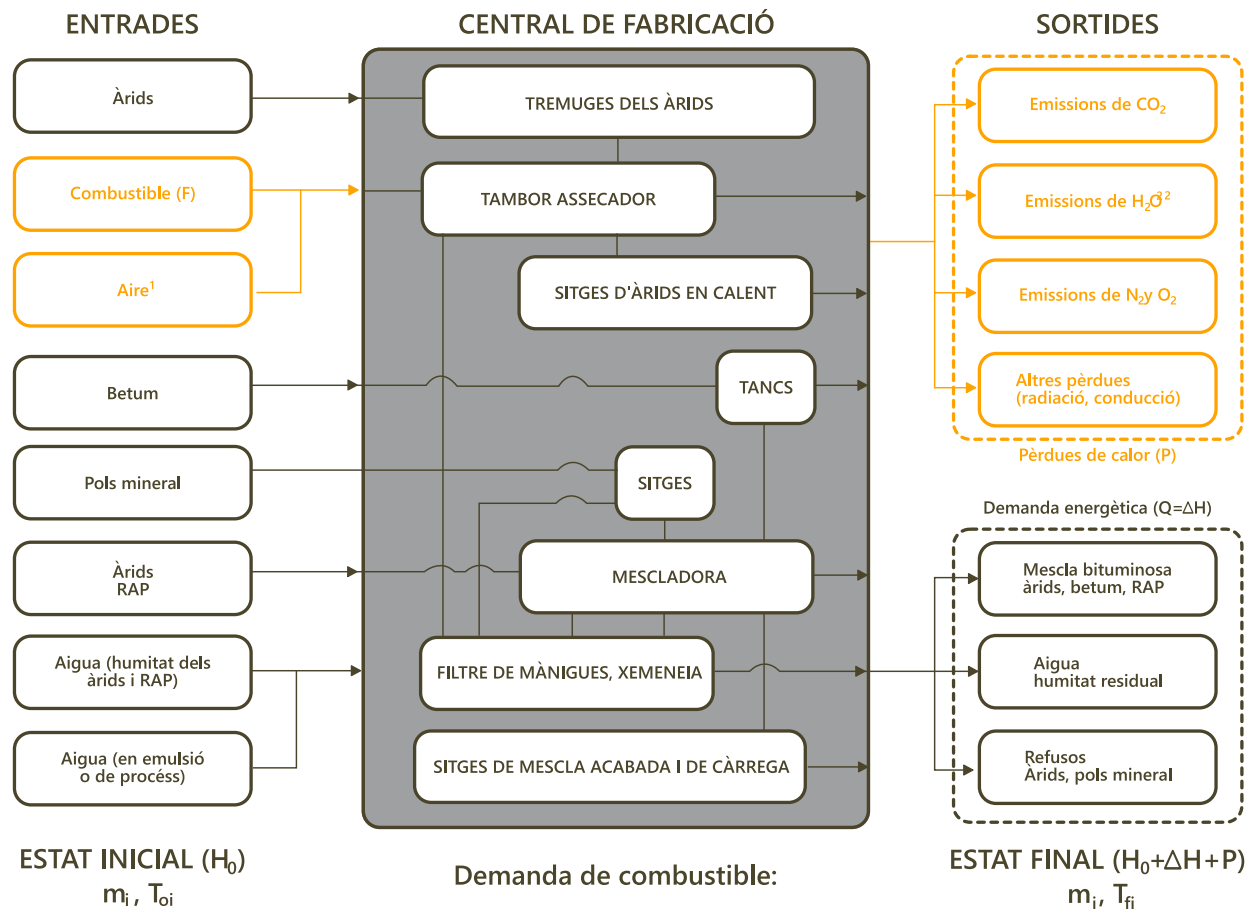 ENTRADES
CENTRAL DE FABRICACIÓ
SORTIDES
Àrids
Combustible (F)
Aire¹
Betum
Pols mineral
Àrids
RAP
Aigua (humitat dels
àrids i RAP)
Aigua (en emulsió
o de procéss)
TREMUGES DELS ÀRIDS
TAMBOR ASSECADOR
SITGES D'ÀRIDS EN CALENT
TANCS
SITGES
MESCLADORA
FILTRE DE MÀNIGUES, XEMENEIA
SITGES DE MESCLA ACABADA I DE CÀRREGA
Emissions de CO₂
Emissions de H₂O²
Emissions de N₂y O₂
Altres pèrdues
(radiació, conducció)
Pèrdues de calor (P)
Demanda energètica (Q=ΔH)
Mescla bituminosa
àrids, betum, RAP
Aigua
humitat residual
Refusos
Àrids, pols mineral
ESTAT INICIAL (H₀)
mᵢ, Tₒᵢ
Demanda de combustible:
ESTAT FINAL (H₀+ΔH+P)
mᵢ, T_fi